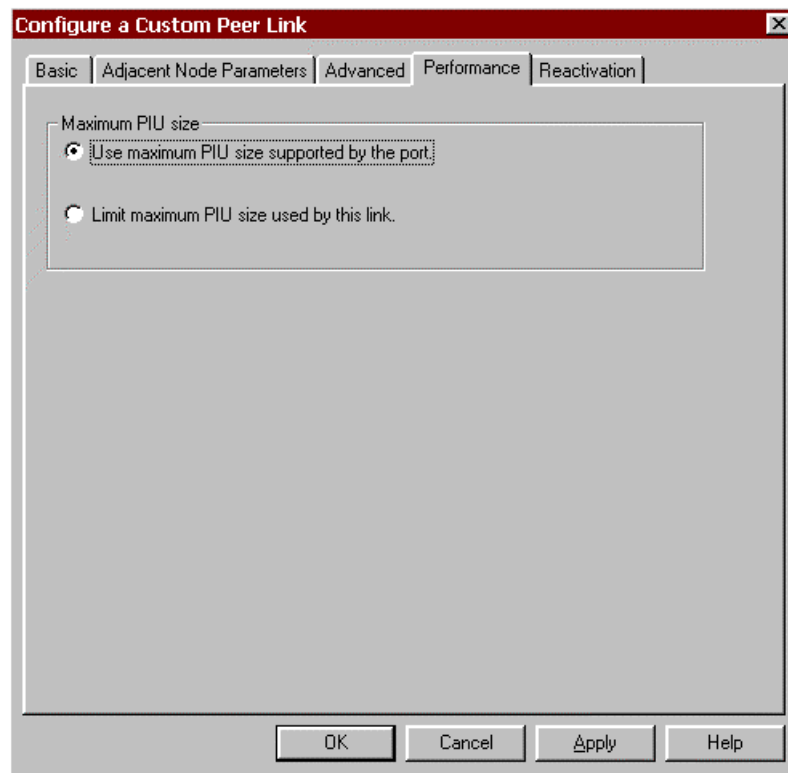 Configure a Custom Peer Link
Basic Adjacent Node Parameters Advanced Performance Reactivation
Maximum PIU size
Use maximum PIU size supported by the port.
Limit maximum PIU size used by this link.
OK Cancel Apply Help